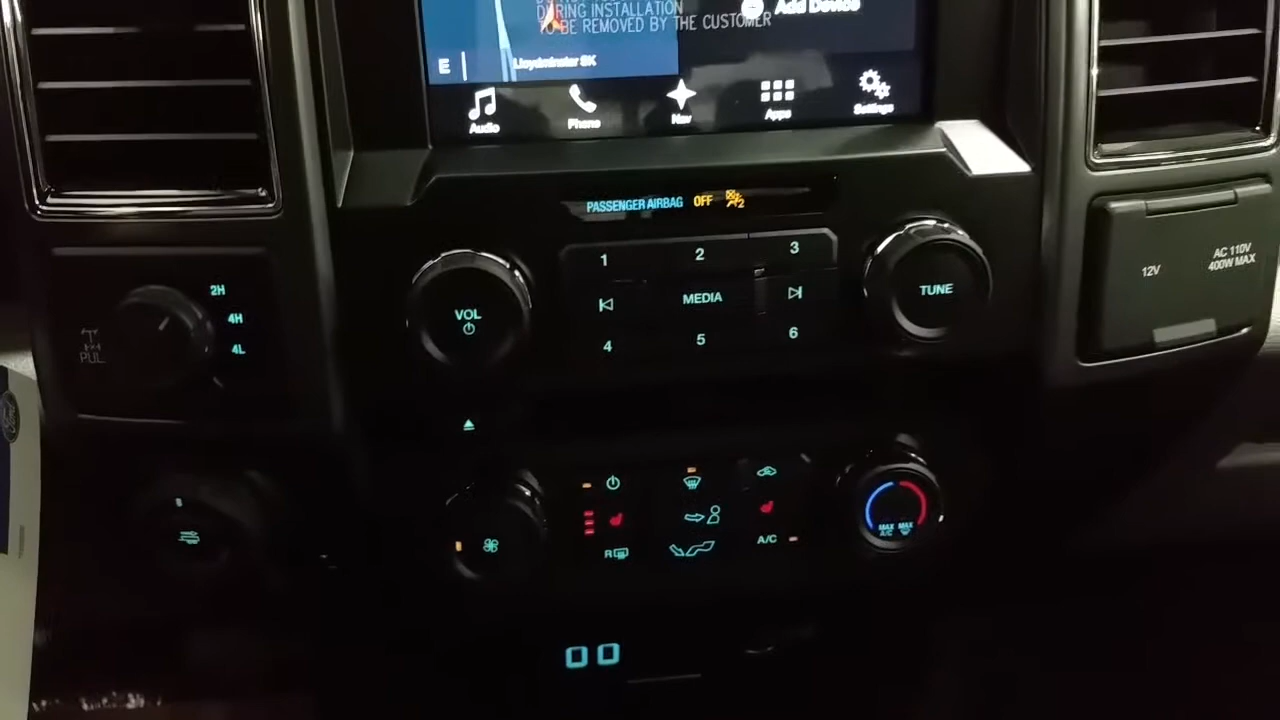 DURING INSTALLATION
TO BE REMOVED BY THE CUSTOMER
Add Device
E
Lloydminster SK
Audio
Phone
Nav
Apps
Settings
PASSENGER AIRBAG OFF
2
1
2
3
VOL
MEDIA
TUNE
4
5
6
2H
4H
4L
PUL
12V
AC 110V
400W MAX
R
A/C
MAX
A/C
MAX